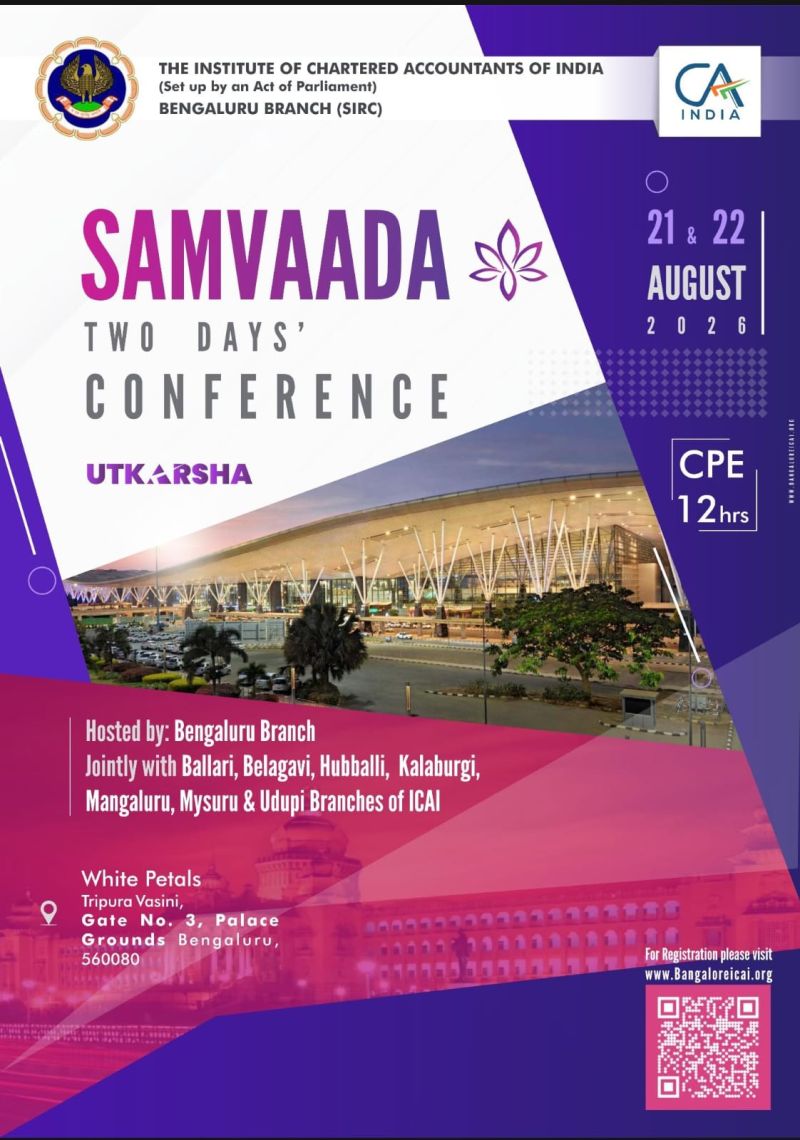 THE INSTITUTE OF CHARTERED ACCOUNTANTS OF INDIA
(Set up by an Act of Parliament)
BENGALURU BRANCH (SIRC)
CA
INDIA
SAMVAADA
TWO DAYS'
CONFERENCE
UTKARSHA
21 & 22
AUGUST
2026
CPE
12hrs
WWW.BANGALOREICAI.ORG
Hosted by: Bengaluru Branch
Jointly with Ballari, Belagavi, Hubballi, Kalaburgi,
Mangaluru, Mysuru & Udupi Branches of ICAI
White Petals
Tripura Vasini,
Gate No. 3, Palace
Grounds Bengaluru,
560080
For Registration please visit
www.Bangaloreicai.org